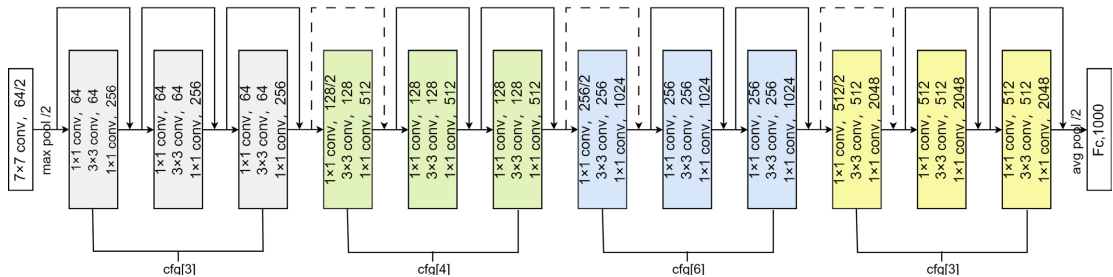 7×7 conv, 64/2
max pool /2
1×1 conv, 64
3×3 conv, 64
1×1 conv, 256
1×1 conv, 64
3×3 conv, 64
1×1 conv, 256
1×1 conv, 64
3×3 conv, 64
1×1 conv, 256
1×1 conv, 128/2
3×3 conv, 128
1×1 conv, 512
1×1 conv, 128
3×3 conv, 128
1×1 conv, 512
1×1 conv, 128
3×3 conv, 128
1×1 conv, 512
1×1 conv, 256/2
3×3 conv, 256
1×1 conv, 1024
1×1 conv, 256
3×3 conv, 256
1×1 conv, 1024
1×1 conv, 256
3×3 conv, 256
1×1 conv, 1024
1×1 conv, 512/2
3×3 conv, 512
1×1 conv, 2048
1×1 conv, 512
3×3 conv, 512
1×1 conv, 2048
1×1 conv, 512
3×3 conv, 512
1×1 conv, 2048
avg pool /2
Fc,1000
cfg[3]
cfg[4]
cfg[6]
cfg[3]